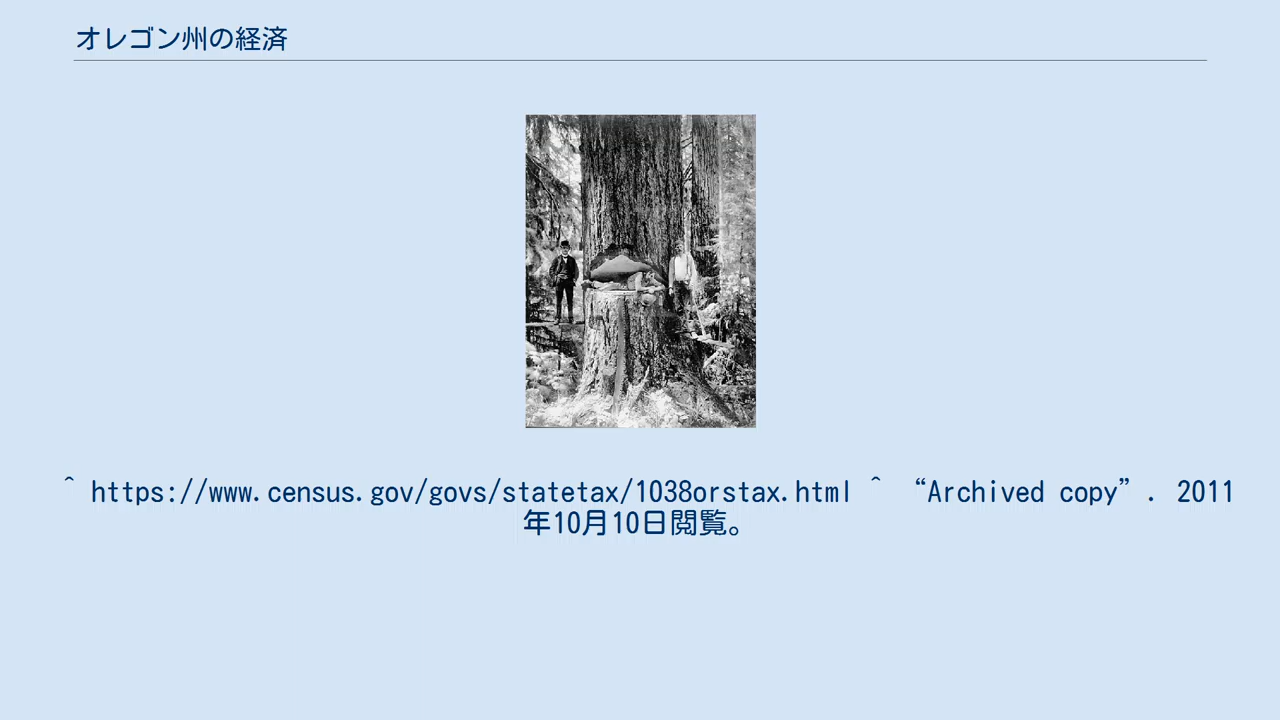 オレゴン州の経済
^ https://www.census.gov/govs/statetax/1038orstax.html ^ “Archived copy”. 2011
年10月10日閲覧。